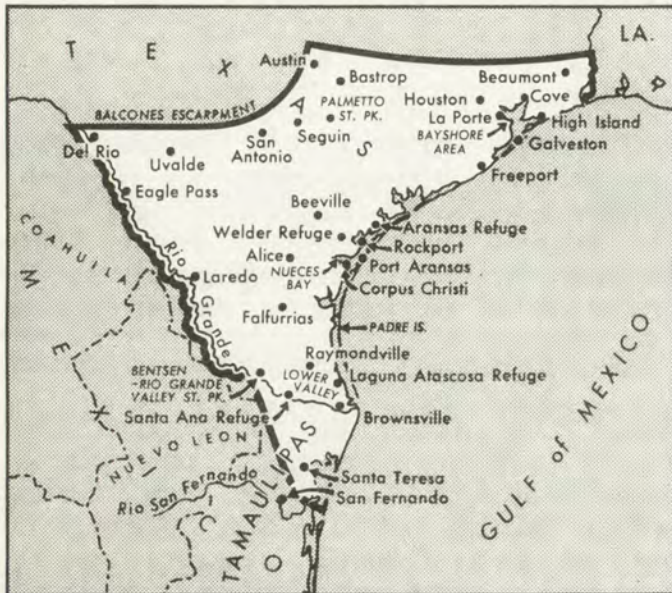 TEXAS
LA.
Austin
Bastrop
Beaumont
BALCONES ESCARPMENT
PALMETTO
ST. PK.
Houston
Cove
La Porte
BAYSHORE
AREA
High Island
Del Rio
Uvalde
San
Antonio
Seguin
Galveston
Freeport
Eagle Pass
Beeville
COAHUILA
Welder Refuge
Aransas Refuge
Rio Grande
Alice
NUECES
BAY
Rockport
Port Aransas
Laredo
Corpus Christi
MEXICO
Falfurrias
PADRE IS.
GULF of MEXICO
BENTSEN
-RIO GRANDE
VALLEY ST. PK.
Raymondville
LOWER
VALLEY
Laguna Atascosa Refuge
Santa Ana Refuge
Brownsville
NUEVO LEON
TAMAULIPAS
Santa Teresa
Rio San Fernando
San Fernando